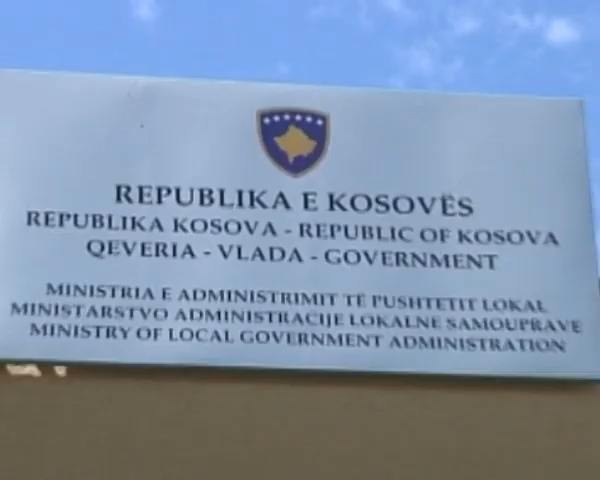 REPUBLIKA E KOSOVËS
REPUBLIKA KOSOVA - REPUBLIC OF KOSOVA
QEVERIA - VLADA - GOVERNMENT
MINISTRIA E ADMINISTRIMIT TË PUSHTETIT LOKAL
MINISTARSTVO ADMINISTRACIJE LOKALNE SAMOUPRAVE
MINISTRY OF LOCAL GOVERNMENT ADMINISTRATION